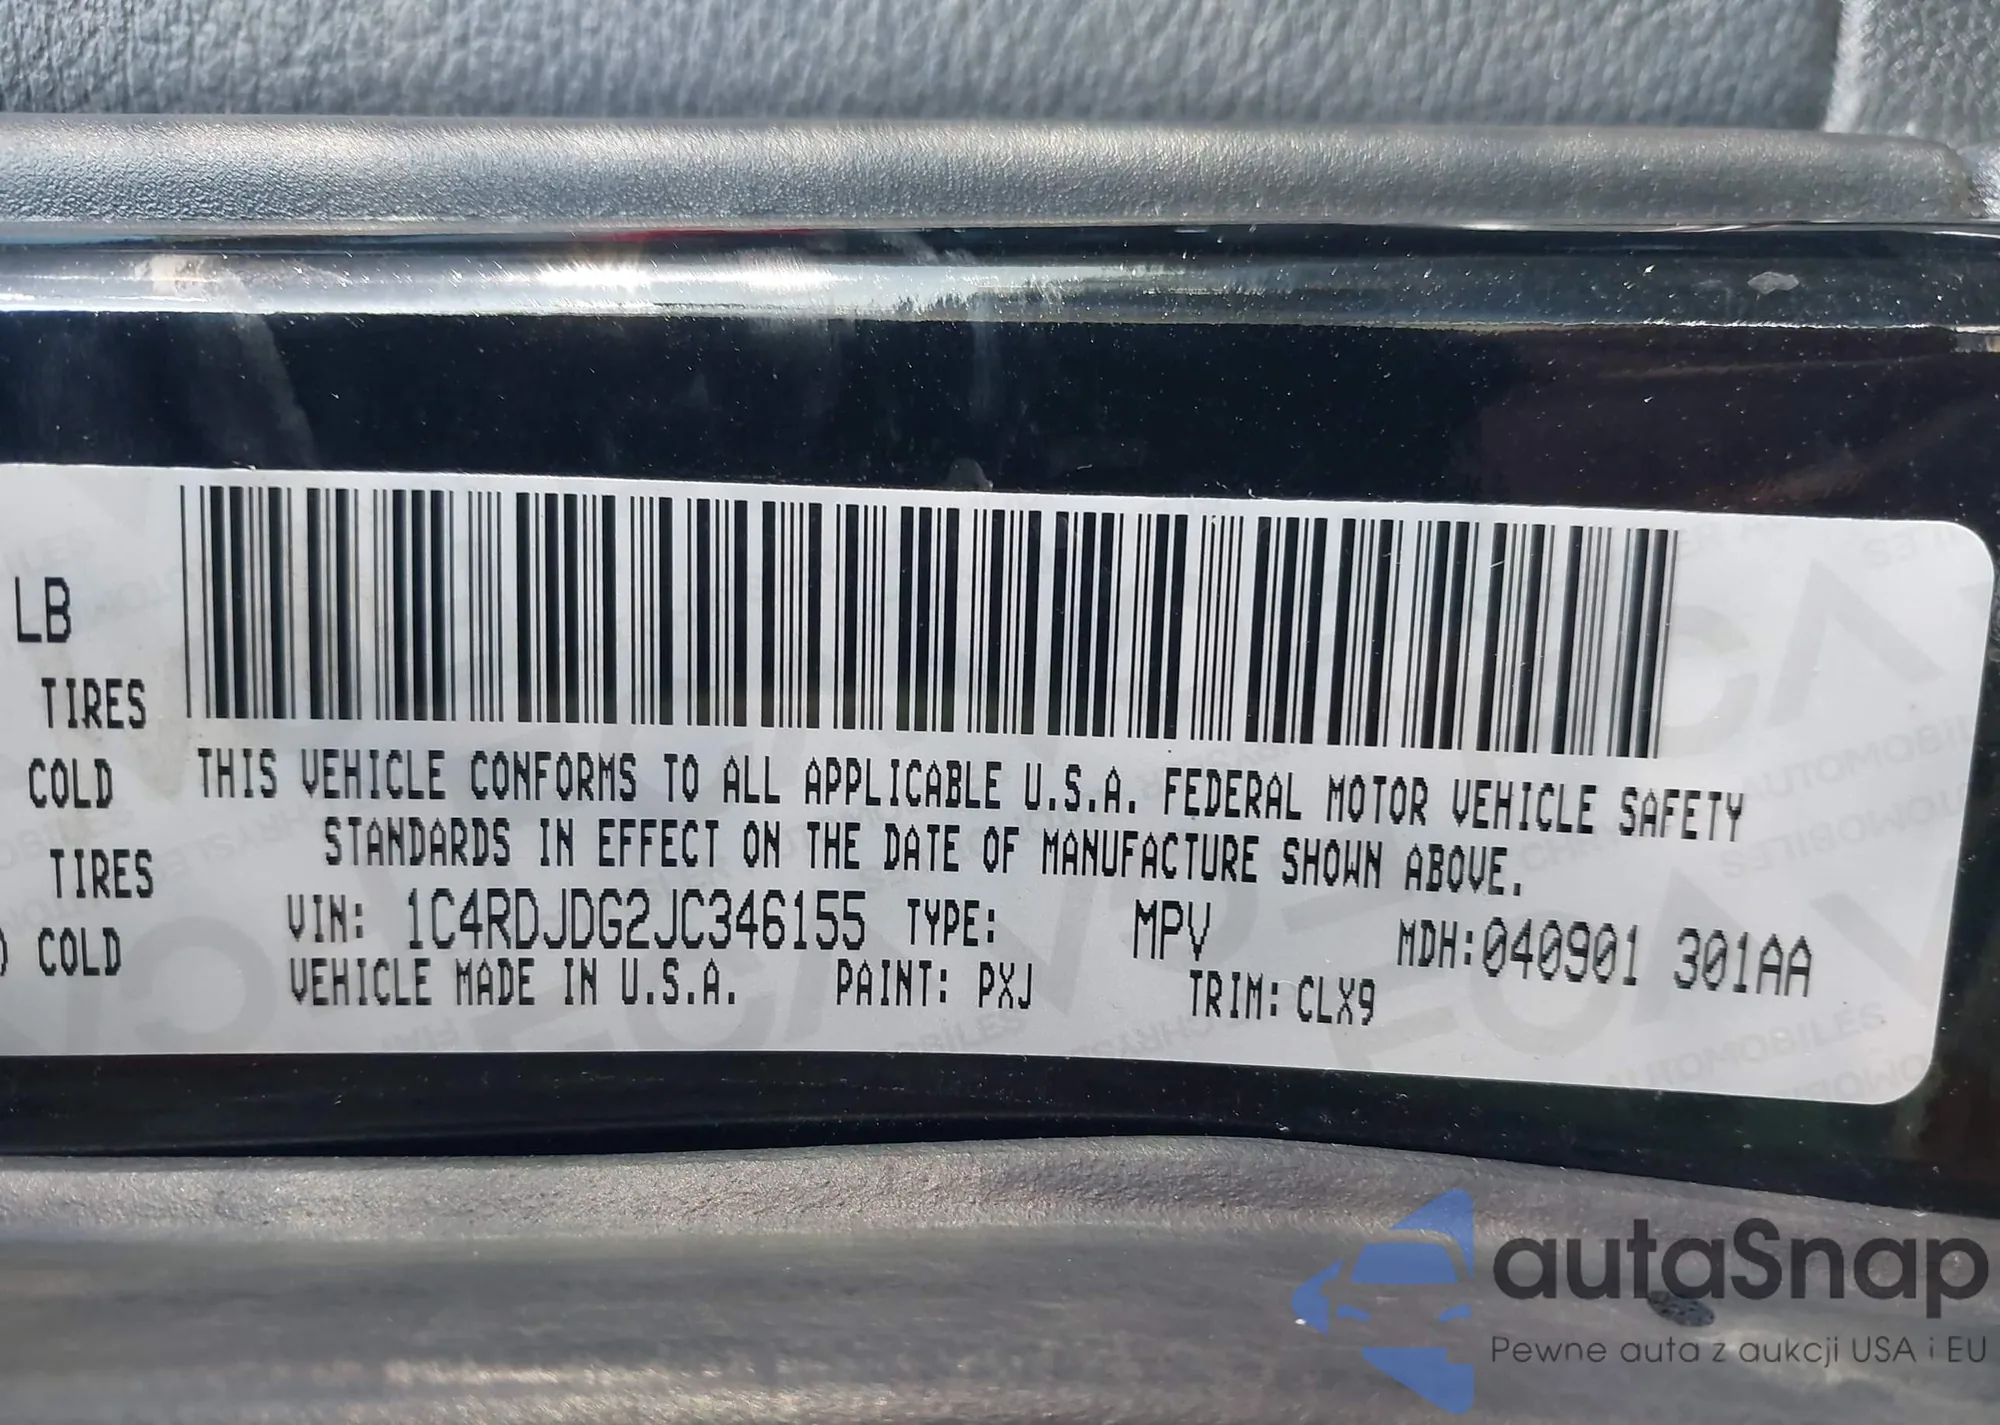 LB
TIRES
COLD
TIRES
) COLD
THIS VEHICLE CONFORMS TO ALL APPLICABLE U.S.A. FEDERAL MOTOR VEHICLE SAFETY
STANDARDS IN EFFECT ON THE DATE OF MANUFACTURE SHOWN ABOVE.
VIN: 1C4RDJDG2JC346155 TYPE: MPV MDH:040901 301AA
VEHICLE MADE IN U.S.A. PAINT: PXJ TRIM: CLX9
autaSnap
Pewne auta z aukcji USA i EU